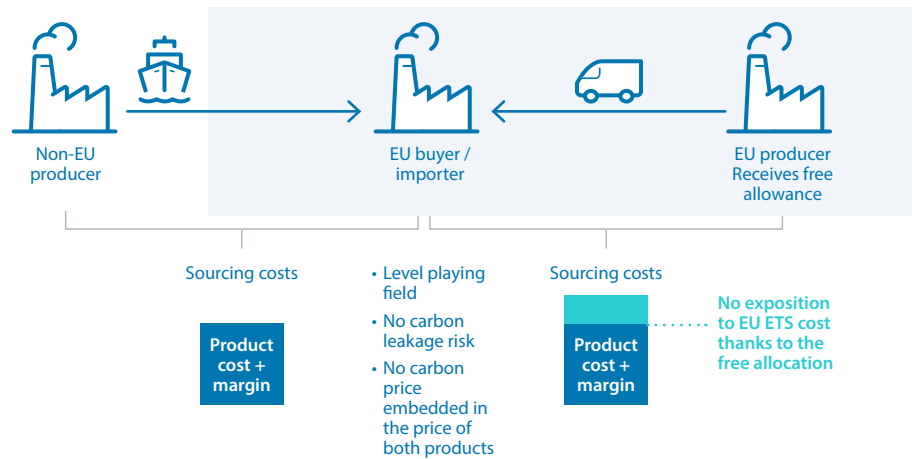 Non-EU
producer
EU buyer /
importer
EU producer
Receives free
allowance
Sourcing costs
Product
cost +
margin
• Level playing
field
• No carbon
leakage risk
• No carbon
price
embedded in
the price of
both products
Sourcing costs
Product
cost +
margin
No exposition
to EU ETS cost
thanks to the
free allocation